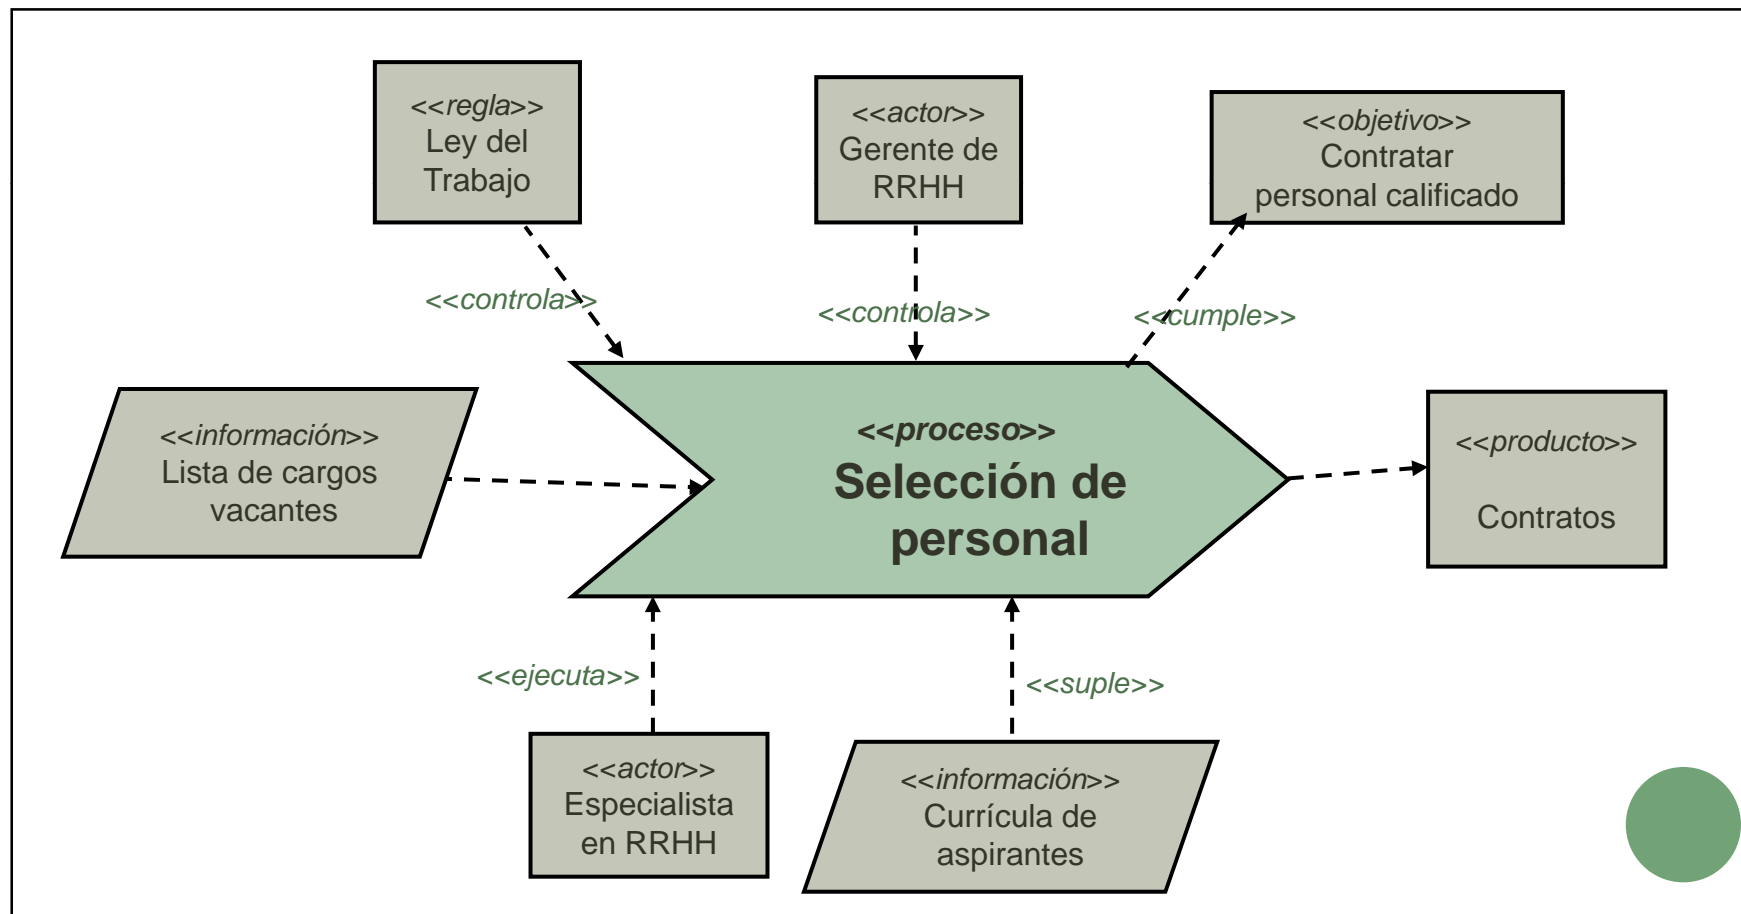 <<regla>>
Ley del
Trabajo
<<actor>>
Gerente de
RRHH
<<objetivo>>
Contratar
personal calificado
<<controla>>
<<controla>>
<<cumple>>
<<información>>
Lista de cargos
vacantes
<<proceso>>
Selección de
personal
<<producto>>
Contratos
<<ejecuta>>
<<suple>>
<<actor>>
Especialista
en RRHH
<<información>>
Currícula de
aspirantes